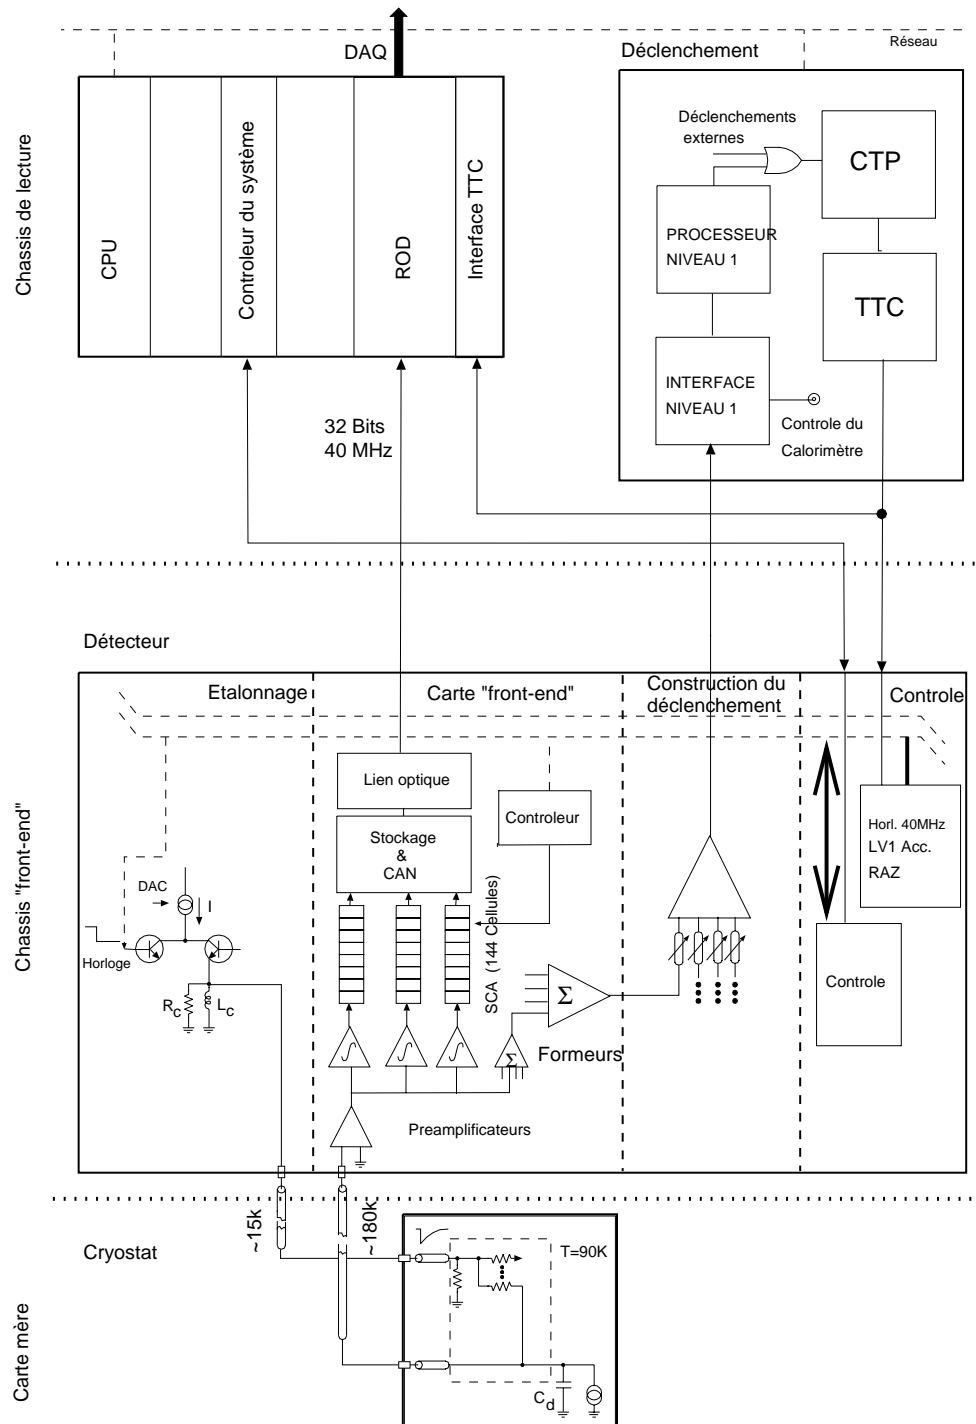 DAQ
Déclenchement
Réseau
Chassis de lecture
CPU
Controleur du système
ROD
Interface TTC
Déclenchements
externes
CTP
PROCESSEUR
NIVEAU 1
TTC
INTERFACE
NIVEAU 1
Controle du
Calorimètre
32 Bits
40 MHz
Détecteur
Chassis "front-end"
Etalonnage
Carte "front-end"
Construction du
déclenchement
Controle
Lien optique
Stockage
&
CAN
Controleur
Horl. 40MHz
LV1 Acc.
RAZ
DAC
I
Horloge
SCA (144 Cellules)
Controle
Rc
Lc
Σ
Σ
Formeurs
Preamplificateurs
~15k
~180k
Cryostat
T=90K
Carte mère
Cd